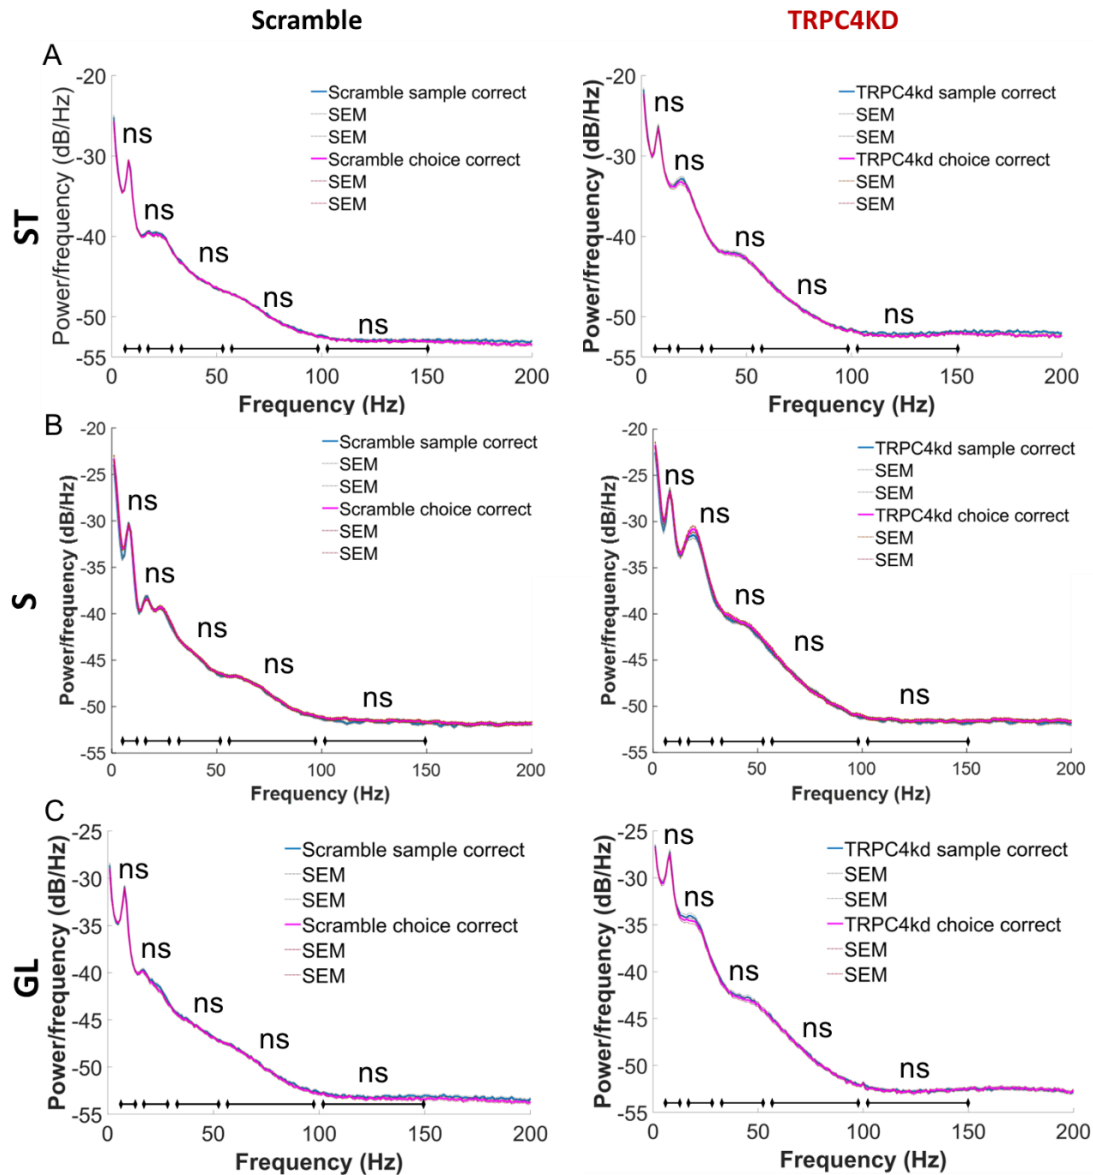 Scramble
TRPC4KD
A
ST
Power/frequency (dB/Hz)
-20
-30
-40
-50
-55
ns
ns
ns
ns
ns
Scramble sample correct
SEM
SEM
Scramble choice correct
SEM
SEM
0
50
100
150
200
Frequency (Hz)
Power/frequency (dB/Hz)
-20
-30
-40
-50
-55
ns
ns
ns
ns
ns
TRPC4kd sample correct
SEM
SEM
TRPC4kd choice correct
SEM
SEM
0
50
100
150
200
Frequency (Hz)
B
S
Power/frequency (dB/Hz)
-20
-25
-30
-35
-40
-45
-50
-55
ns
ns
ns
ns
ns
Scramble sample correct
SEM
SEM
Scramble choice correct
SEM
SEM
0
50
100
150
200
Frequency (Hz)
Power/frequency (dB/Hz)
-20
-25
-30
-35
-40
-45
-50
-55
ns
ns
ns
ns
ns
TRPC4kd sample correct
SEM
SEM
TRPC4kd choice correct
SEM
SEM
0
50
100
150
200
Frequency (Hz)
C
GL
Power/frequency (dB/Hz)
-25
-30
-35
-40
-45
-50
-55
ns
ns
ns
ns
ns
Scramble sample correct
SEM
SEM
Scramble choice correct
SEM
SEM
0
50
100
150
200
Frequency (Hz)
Power/frequency (dB/Hz)
-25
-30
-35
-40
-45
-50
-55
ns
ns
ns
ns
ns
TRPC4kd sample correct
SEM
SEM
TRPC4kd choice correct
SEM
SEM
0
50
100
150
200
Frequency (Hz)